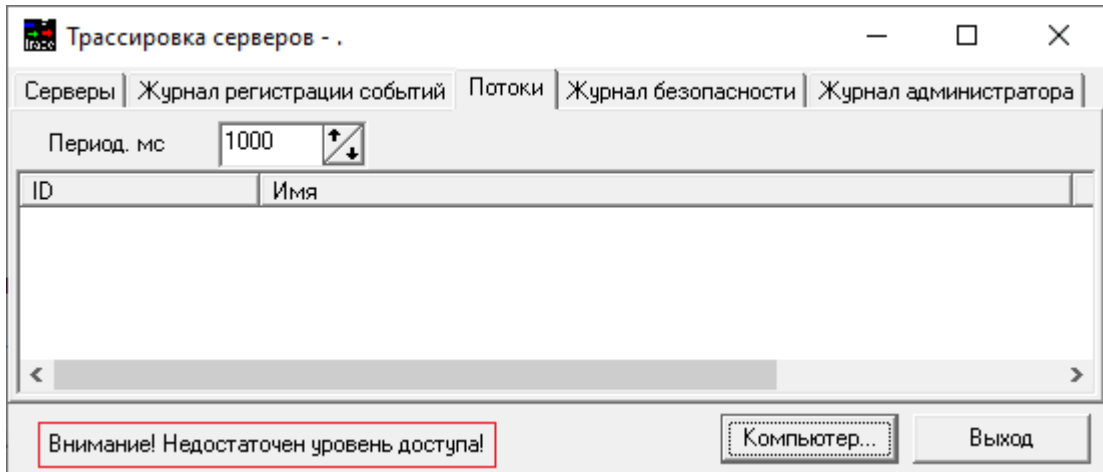 Трассировка серверов - .
Серверы Журнал регистрации событий Потоки Журнал безопасности Журнал администратора
Период. мс 1000
ID Имя
Внимание! Недостаточен уровень доступа! Компьютер... Выход